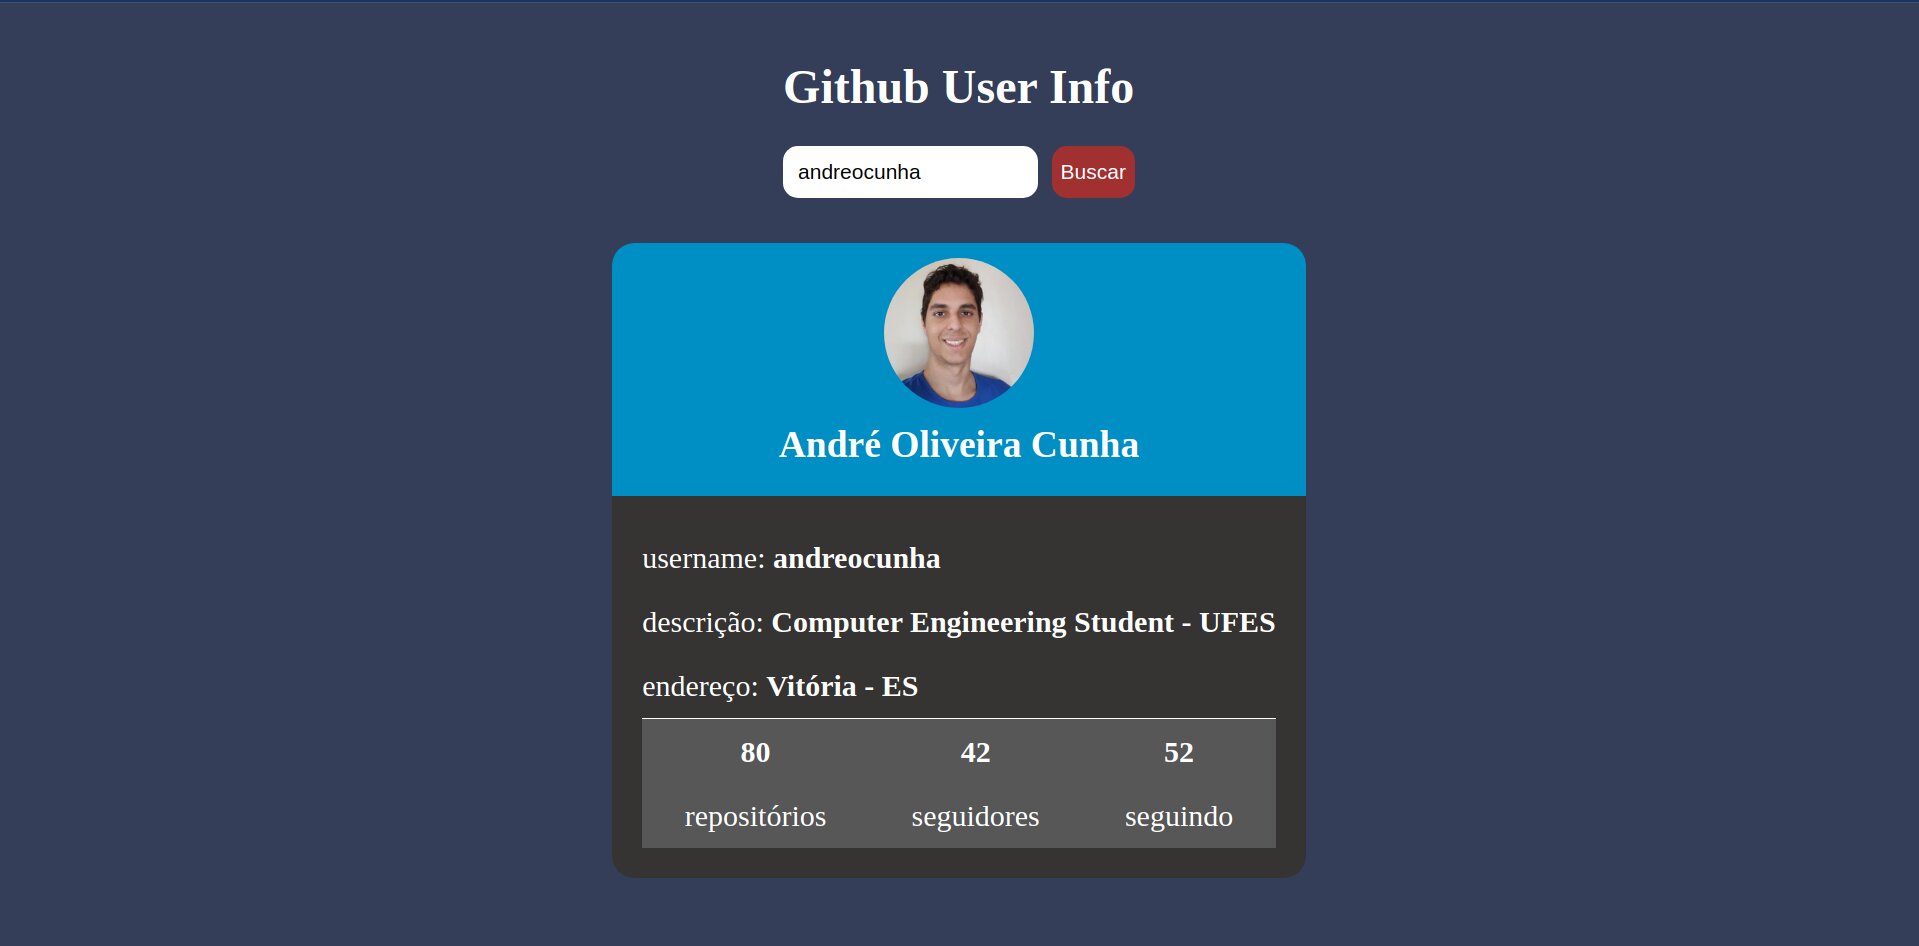 Github User Info
andreocunha Buscar
André Oliveira Cunha
username: andreocunha
descrição: Computer Engineering Student - UFES
endereço: Vitória - ES
80 42 52
repositórios seguidores seguindo